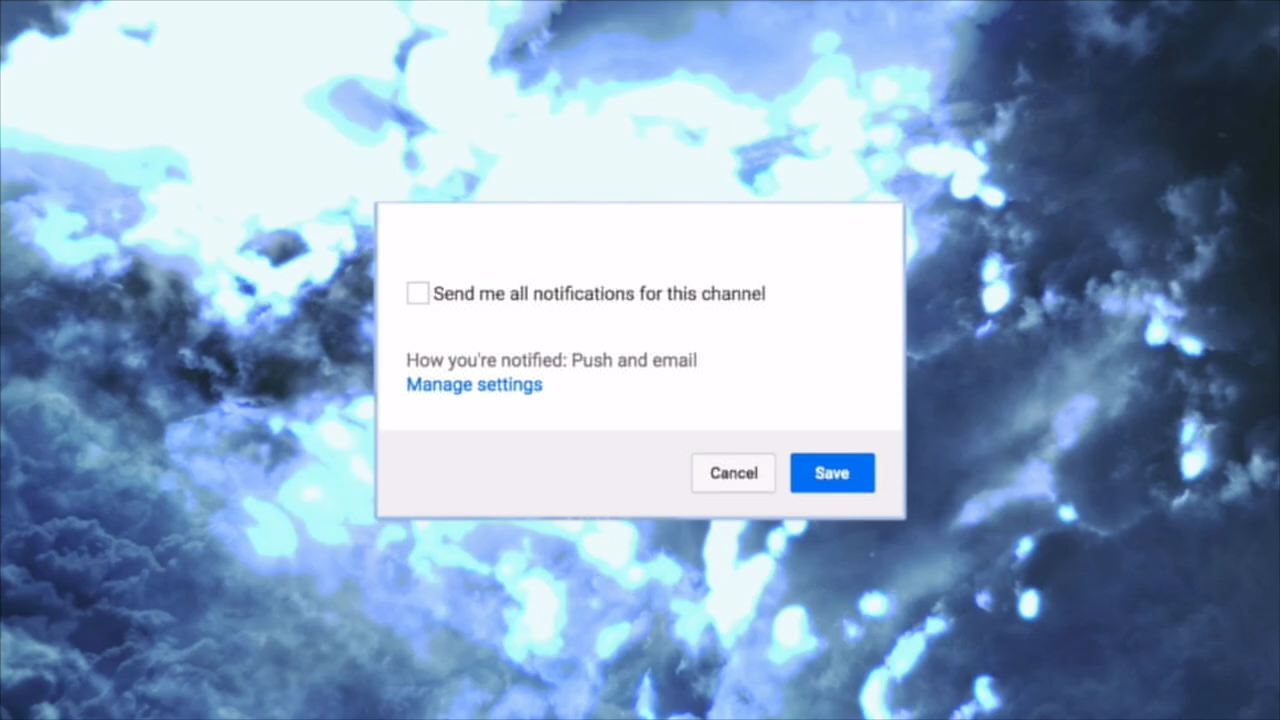 Send me all notifications for this channel
How you're notified: Push and email
Manage settings
Cancel Save